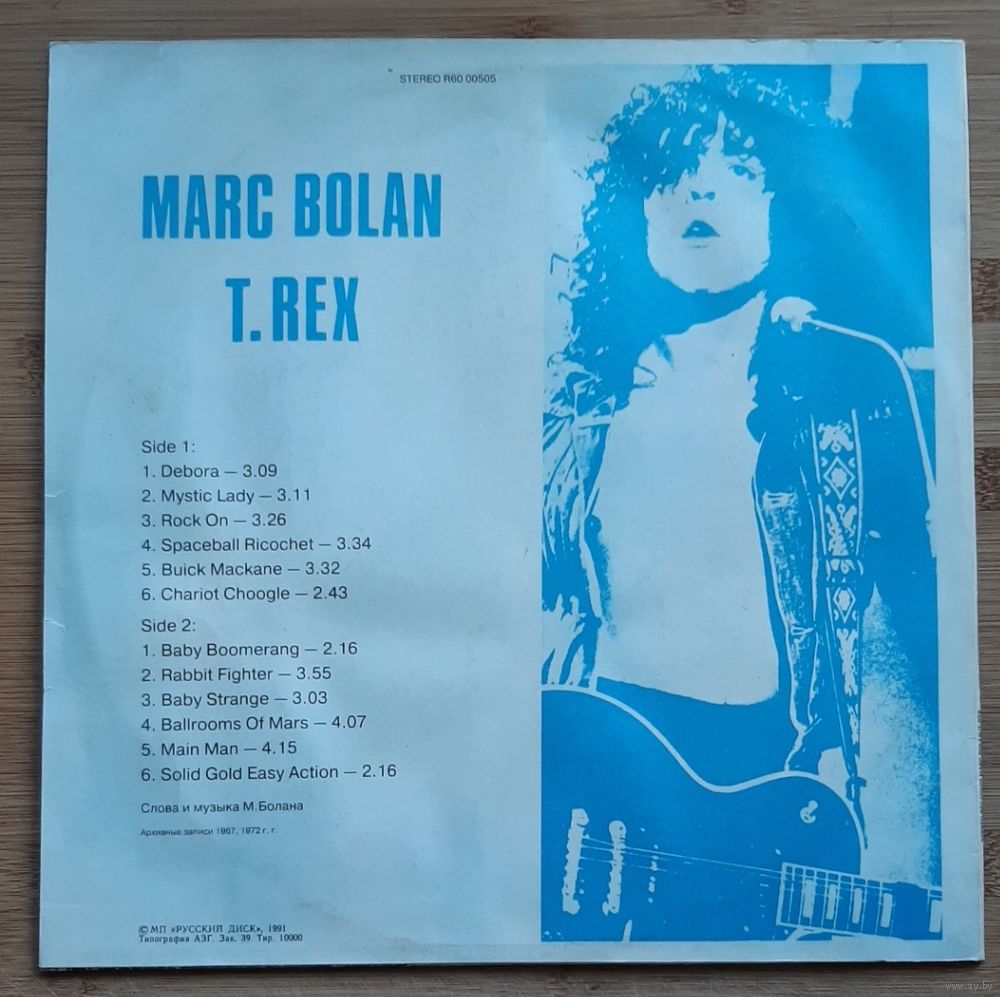 STEREO R60 00505
MARC BOLAN
T. REX
Side 1:
1. Debora — 3.09
2. Mystic Lady — 3.11
3. Rock On — 3.26
4. Spaceball Ricochet — 3.34
5. Buick Mackane — 3.32
6. Chariot Choogle — 2.43
Side 2:
1. Baby Boomerang — 2.16
2. Rabbit Fighter — 3.55
3. Baby Strange — 3.03
4. Ballrooms Of Mars — 4.07
5. Main Man — 4.15
6. Solid Gold Easy Action — 2.16
Слова и музыка М.Болана
Архивные записи 1967, 1972 г. г.
© МП «РУССКИЙ ДИСК», 1991
Типография АЗГ. Зак. 39. Тир. 10000
www.ay.by